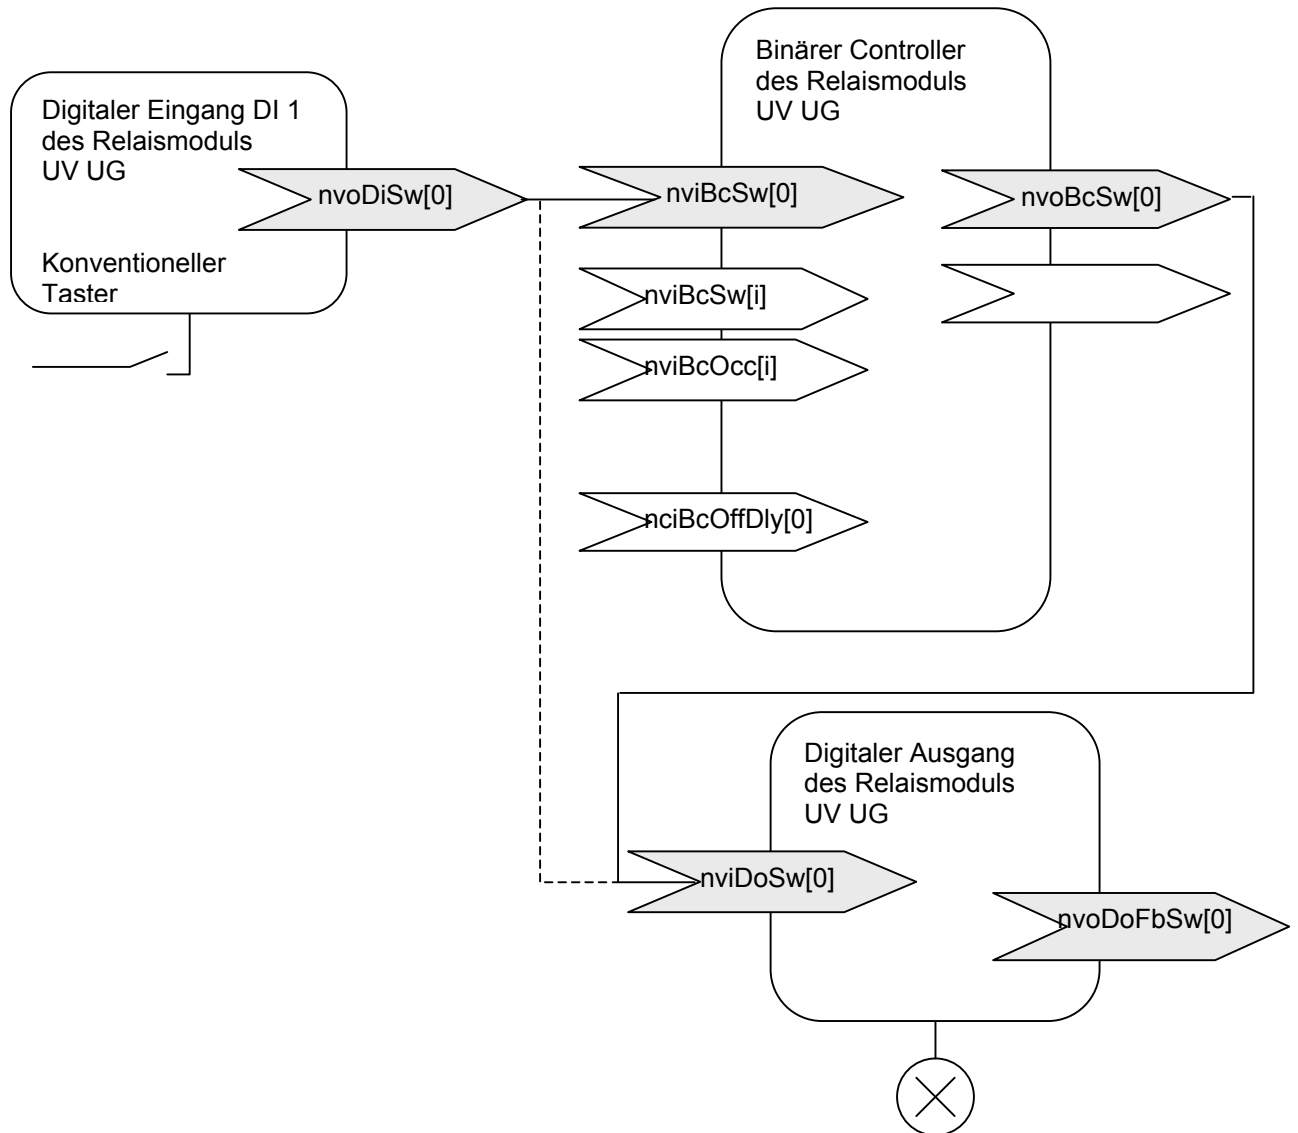 Digitaler Eingang DI 1
des Relaismoduls
UV UG
nvoDiSw[0]
Konventioneller
Taster
Binärer Controller
des Relaismoduls
UV UG
nviBcSw[0]
nvoBcSw[0]
nviBcSw[i]
nviBcOcc[i]
nciBcOffDly[0]
Digitaler Ausgang
des Relaismoduls
UV UG
nviDoSw[0]
nvoDoFbSw[0]